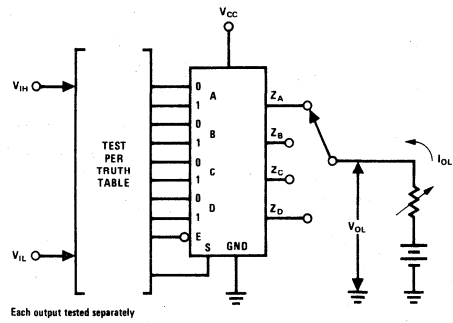 VCC
VIH
TEST
PER
TRUTH
TABLE
VIL
0
A
1
0
B
1
0
C
1
0
D
1
E
S GND
ZA
ZB
ZC
ZD
IOL
VOL
Each output tested separately